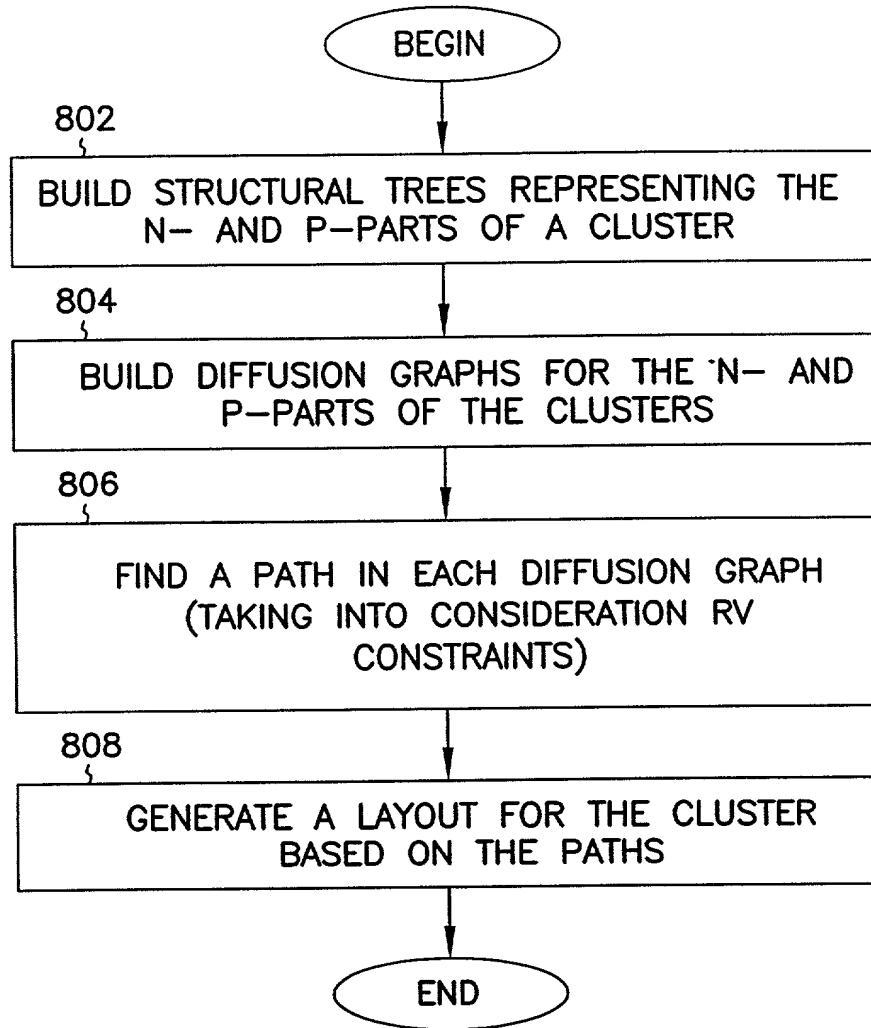 BEGIN
802
BUILD STRUCTURAL TREES REPRESENTING THE
N- AND P-PARTS OF A CLUSTER
804
BUILD DIFFUSION GRAPHS FOR THE N- AND
P-PARTS OF THE CLUSTERS
806
FIND A PATH IN EACH DIFFUSION GRAPH
(TAKING INTO CONSIDERATION RV
CONSTRAINTS)
808
GENERATE A LAYOUT FOR THE CLUSTER
BASED ON THE PATHS
END